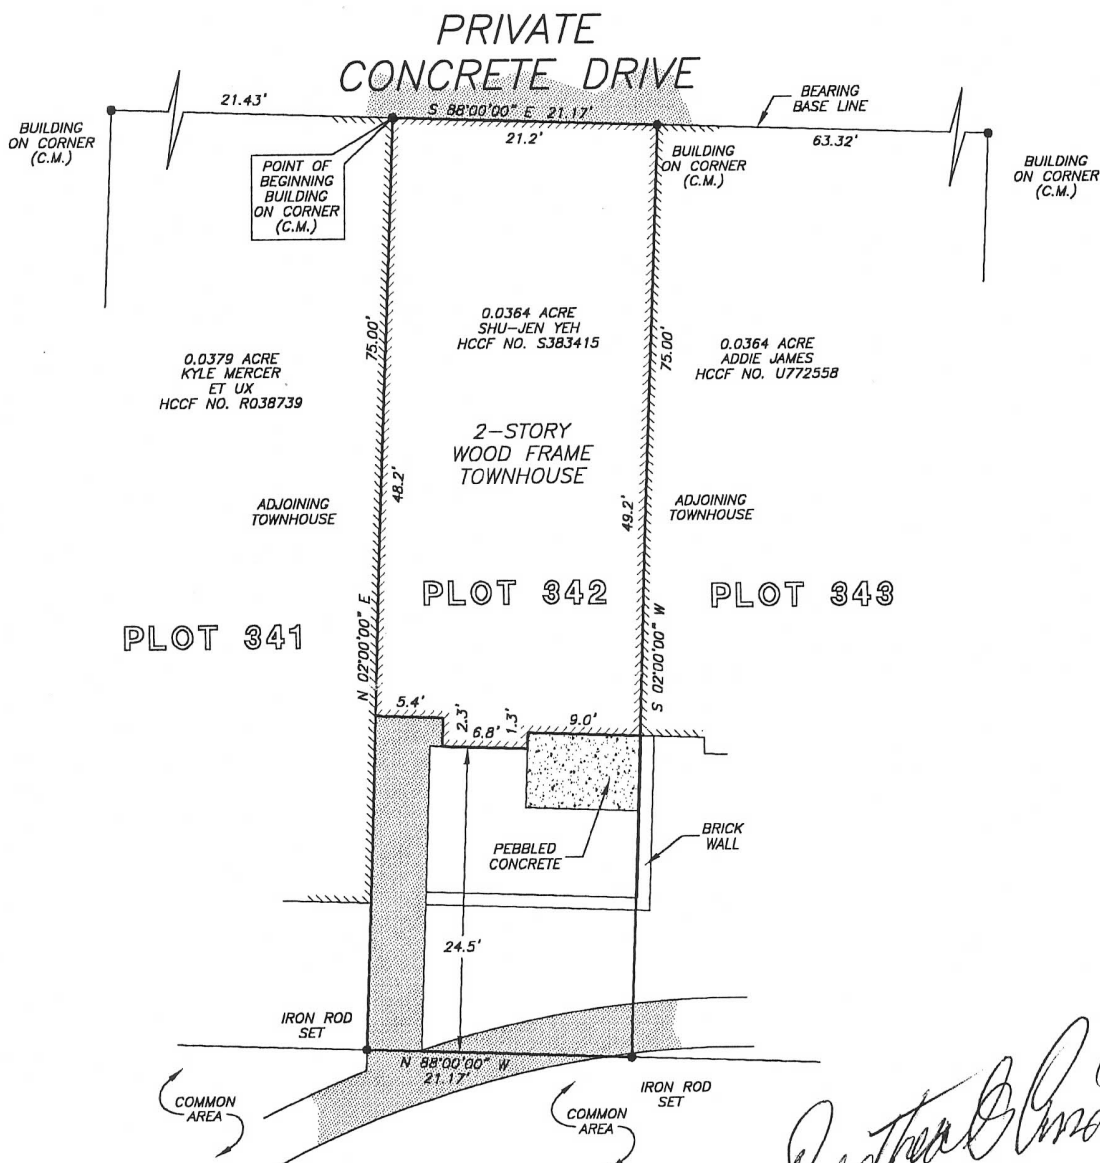 PRIVATE
CONCRETE DRIVE
21.43'
S 88°00'00" E 21.17'
21.2'
BEARING
BASE LINE
63.32'
BUILDING
ON CORNER
(C.M.)
POINT OF
BEGINNING
BUILDING
ON CORNER
(C.M.)
BUILDING
ON CORNER
(C.M.)
BUILDING
ON CORNER
(C.M.)
75.00'
75.00'
0.0379 ACRE
KYLE MERCER
ET UX
HCCF NO. R038739
0.0364 ACRE
SHU-JEN YEH
HCCF NO. S383415
0.0364 ACRE
ADDIE JAMES
HCCF NO. U772558
2-STORY
WOOD FRAME
TOWNHOUSE
48.2'
49.2'
ADJOINING
TOWNHOUSE
ADJOINING
TOWNHOUSE
PLOT 341
PLOT 342
PLOT 343
N 02°00'00" E
S 02°00'00" W
5.4'
2.3'
6.8'
1.3'
9.0'
PEBBLED
CONCRETE
BRICK
WALL
24.5'
IRON ROD
SET
N 88°00'00" W
21.17'
IRON ROD
SET
COMMON
AREA
COMMON
AREA